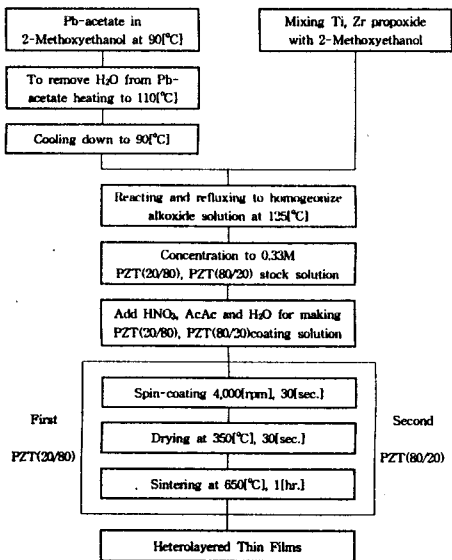 Pb-acetate in
2-Methoxyethanol at 90[℃]
Mixing Ti, Zr propoxide
with 2-Methoxyethanol
To remove H₂O from Pb-
acetate heating to 110[℃]
Cooling down to 90[℃]
Reacting and refluxing to homogeonize
alkoxide solution at 125[℃]
Concentration to 0.33M
PZT(20/80), PZT(80/20) stock solution
Add HNO₃, AcAc and H₂O for making
PZT(20/80), PZT(80/20)coating solution
Spin-coating 4,000[rpm], 30[sec.]
First
PZT(20/80)
Drying at 350[℃], 30[sec.]
Second
PZT(80/20)
Sintering at 650[℃], 1[hr.]
Heterolayered Thin Films